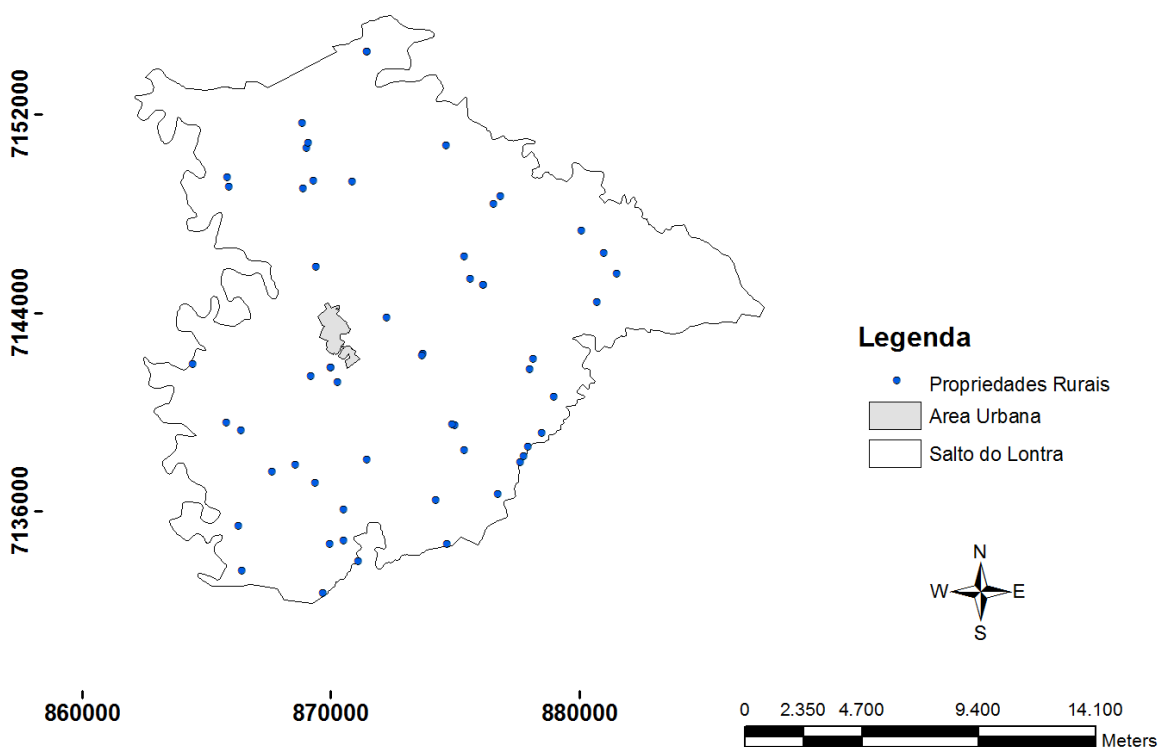 7152000
7144000
7136000
Legenda
Propriedades Rurais
Area Urbana
Salto do Lontra
N
W E
S
860000 870000 880000
0 2.350 4.700 9.400 14.100
Meters